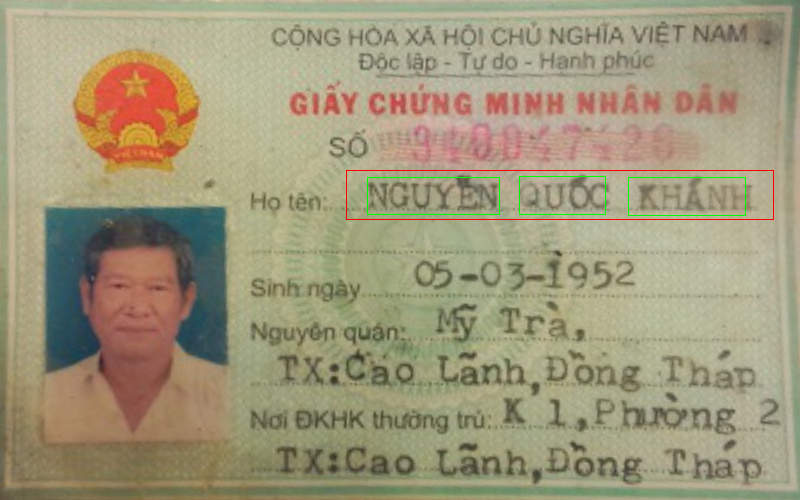 CỘNG HÒA XÃ HỘI CHỦ NGHĨA VIỆT NAM
Độc lập - Tự do - Hạnh phúc
GIẤY CHỨNG MINH NHÂN DÂN
SỐ
VIỆT NAM
Họ tên: NGUYỄN QUỐC KHÁNH
Sinh ngày 05-03-1952
Nguyên quán: Mỹ Trà,
TX:Cao Lãnh,Đồng Tháp
Nơi ĐKHK thường trú: K 1,Phường 2
TX:Cao Lãnh,Đồng Tháp